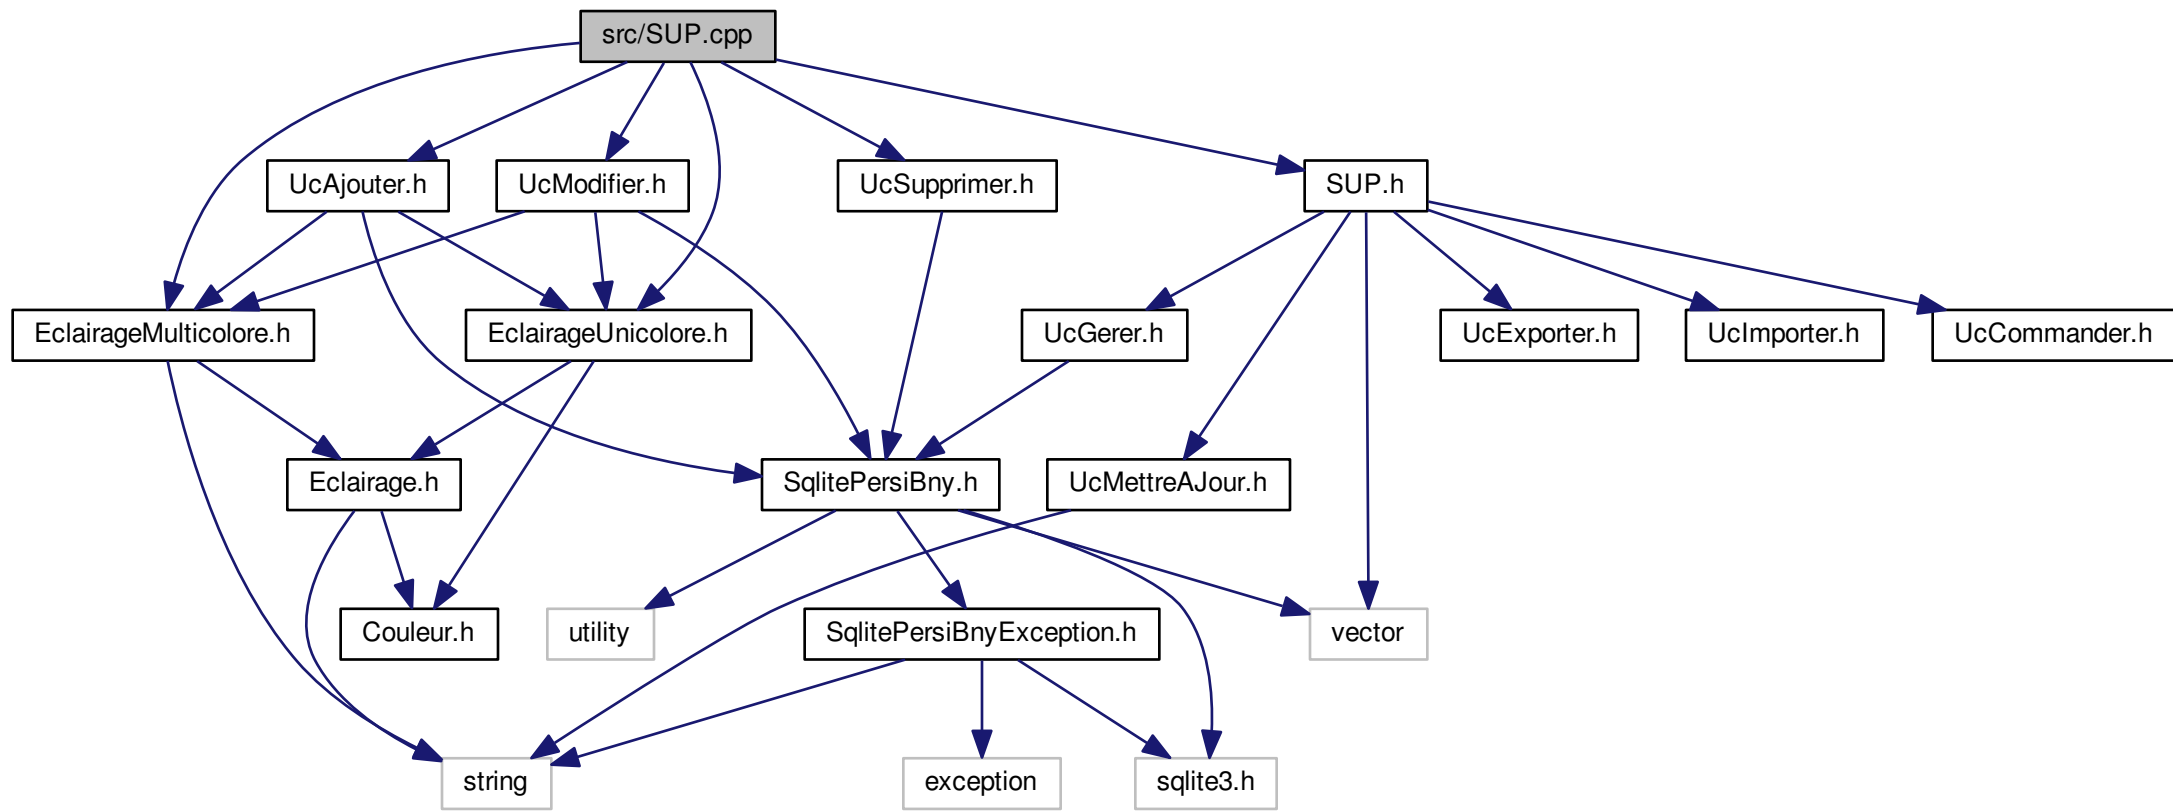 src/SUP.cpp
UcAjouter.h
UcModifier.h
UcSupprimer.h
SUP.h
EclairageMulticolore.h
EclairageUnicolore.h
UcGerer.h
UcExporter.h
UcImporter.h
UcCommander.h
Eclairage.h
SqlitePersiBny.h
UcMettreAJour.h
Couleur.h
utility
SqlitePersiBnyException.h
vector
string
exception
sqlite3.h